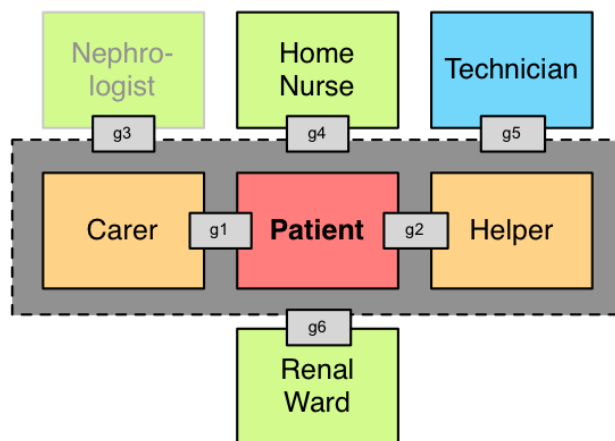 Nephro-
logist
Home
Nurse
Technician
g3
g4
g5
Carer
g1
Patient
g2
Helper
g6
Renal
Ward